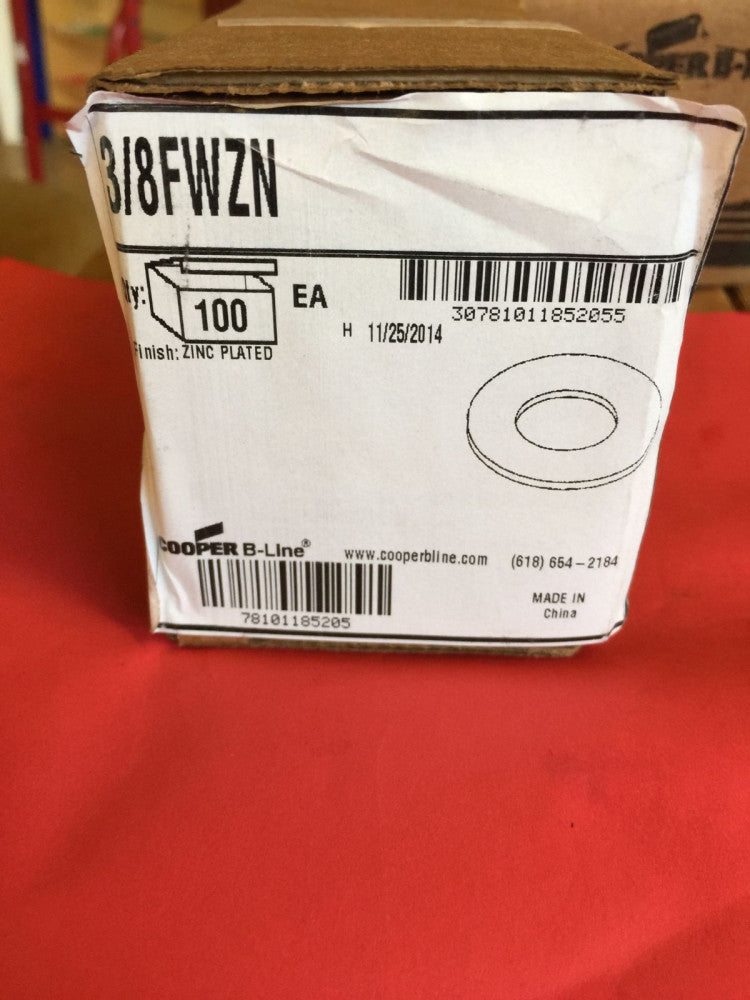 3/8FWZN
Qty: 100 EA
30781011852055
H 11/25/2014
Finish: ZINC PLATED
COOPER B-Line® www.cooperbline.com (618) 654-2184
78101185205
MADE IN
China
COOPER B-